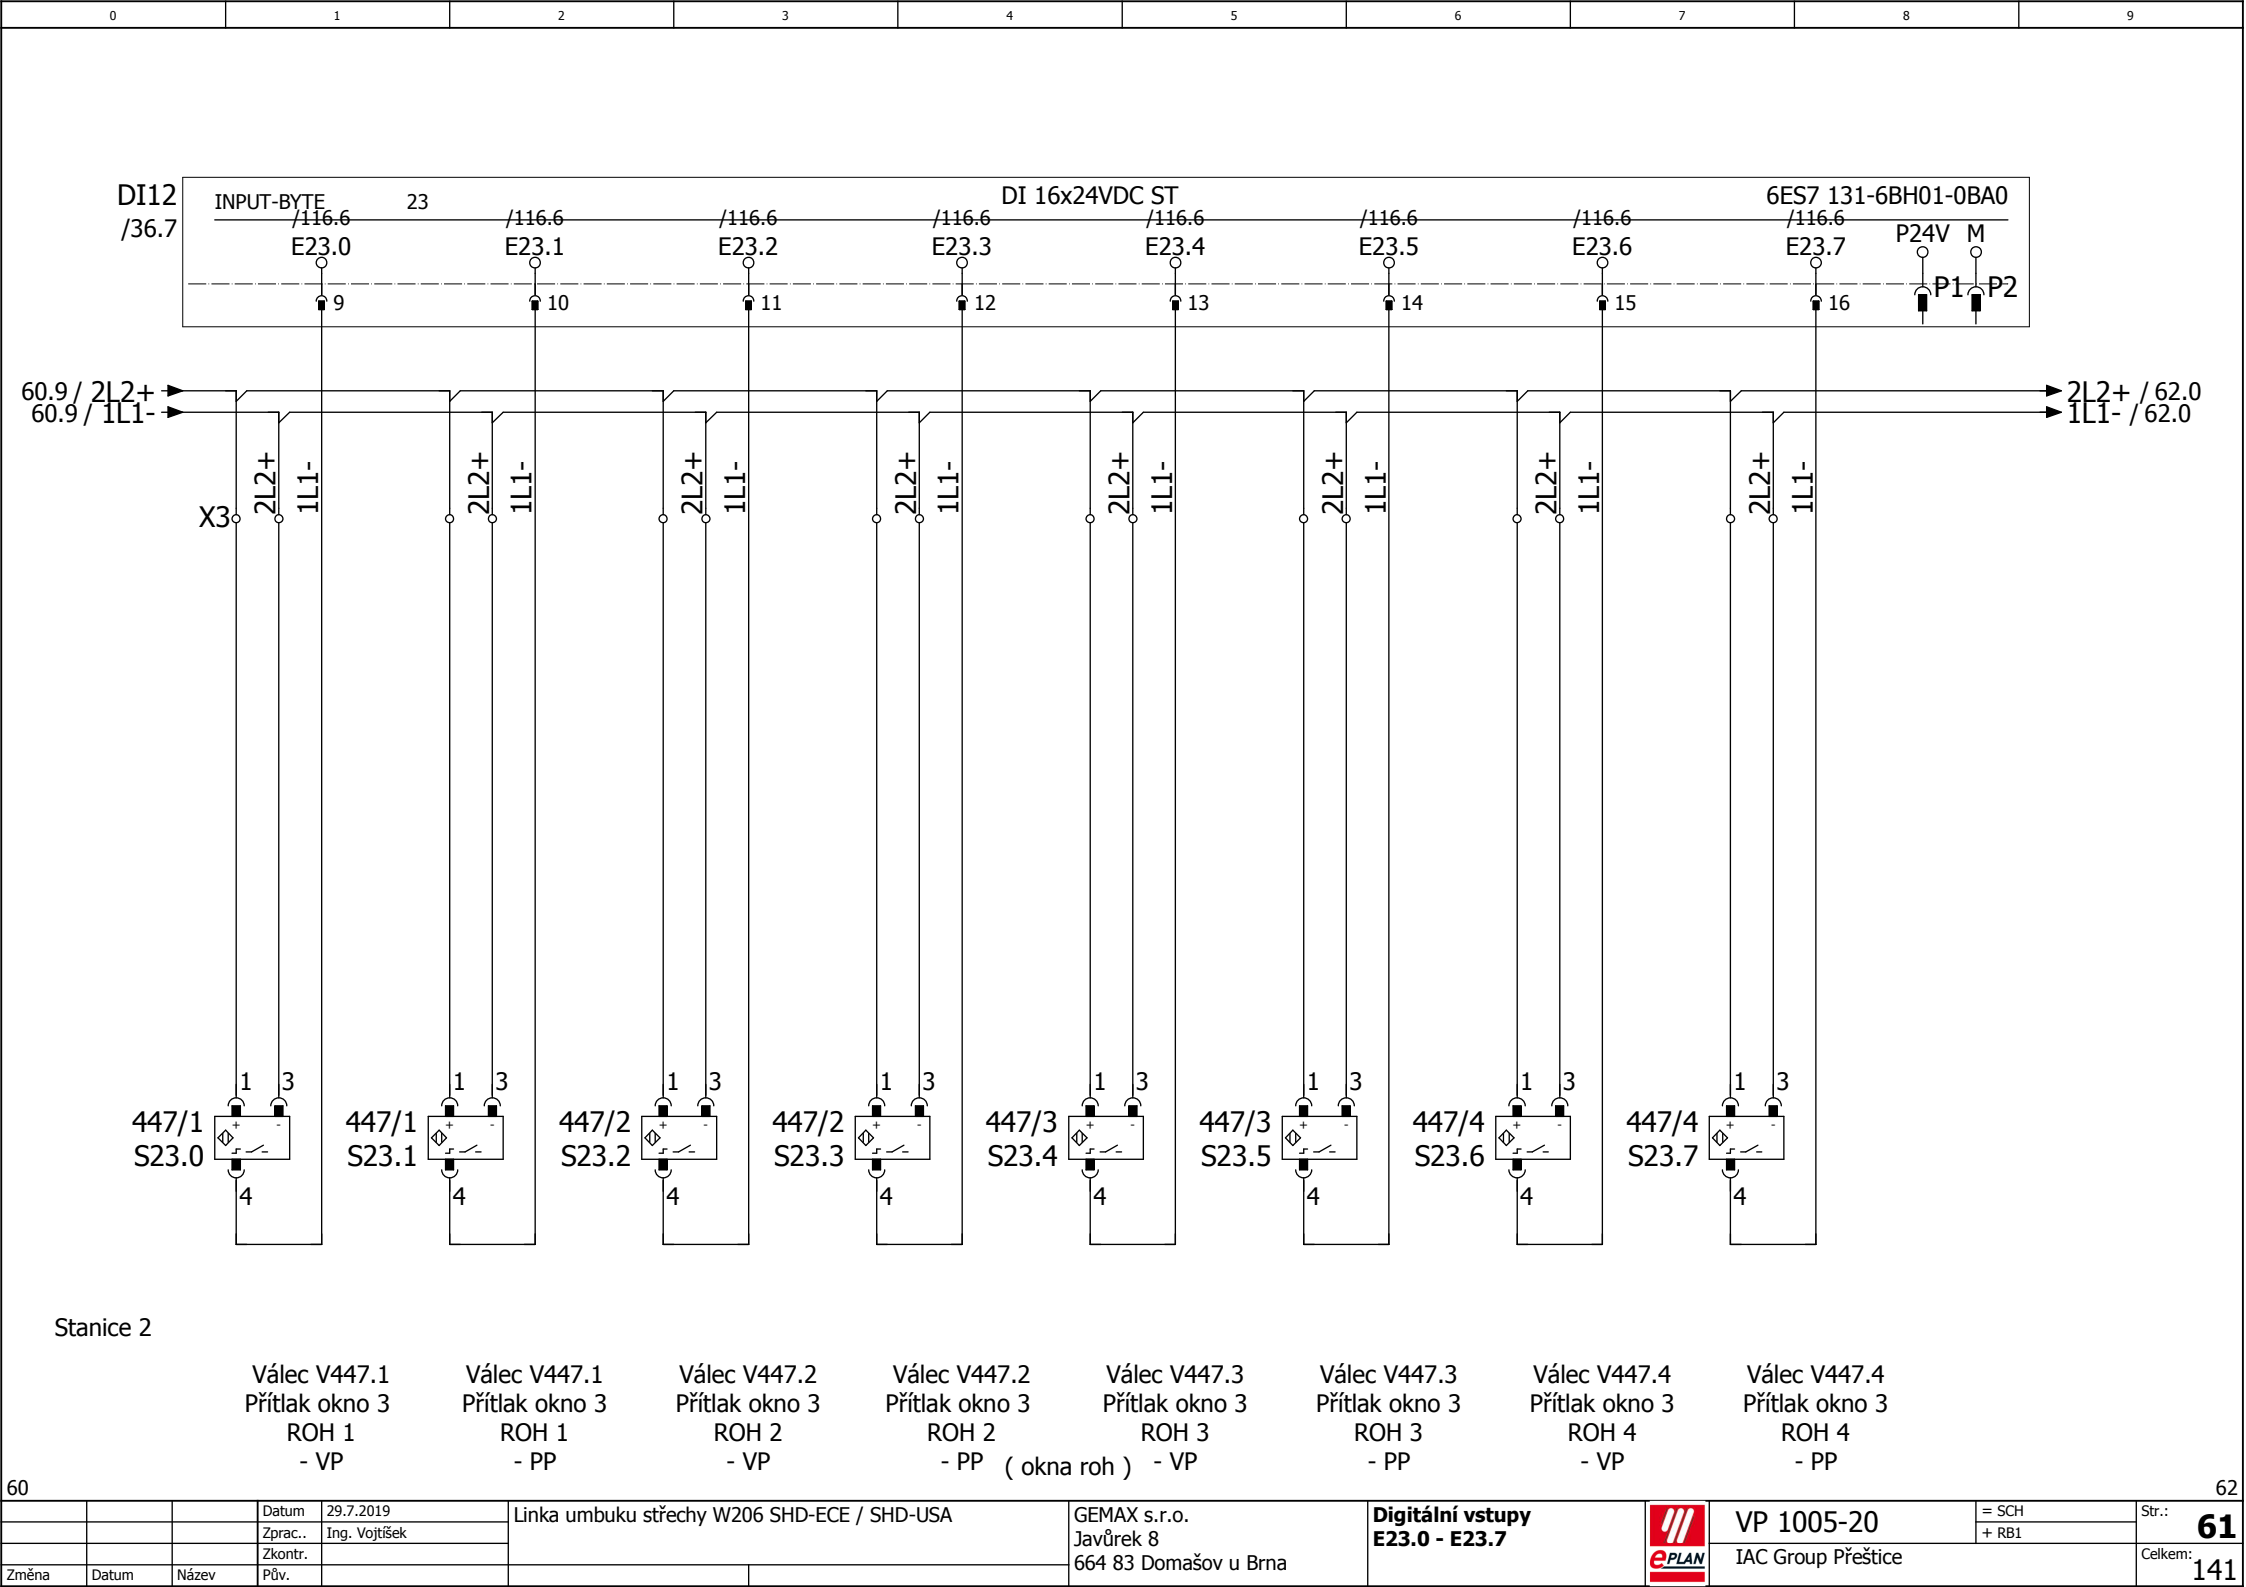 0 1 2 3 4 5 6 7 8 9
DI12 INPUT-BYTE 23 DI 16x24VDC ST 6ES7 131-6BH01-0BA0
/36.7 /116.6 /116.6 /116.6 /116.6 /116.6 /116.6 /116.6 /116.6
E23.0 E23.1 E23.2 E23.3 E23.4 E23.5 E23.6 E23.7 P24V M
9 10 11 12 13 14 15 16 P1 P2
60.9 / 2L2+ 2L2+ / 62.0
60.9 / 1L1- 1L1- / 62.0
2L2+ 1L1- 2L2+ 1L1- 2L2+ 1L1- 2L2+ 1L1- 2L2+ 1L1- 2L2+ 1L1- 2L2+ 1L1- 2L2+ 1L1-
X3
1 3 1 3 1 3 1 3 1 3 1 3 1 3 1 3
447/1 447/1 447/2 447/2 447/3 447/3 447/4 447/4
+ - + - + - + - + - + - + - + -
S23.0 S23.1 S23.2 S23.3 S23.4 S23.5 S23.6 S23.7
4 4 4 4 4 4 4 4
Stanice 2
Válec V447.1 Válec V447.1 Válec V447.2 Válec V447.2 Válec V447.3 Válec V447.3 Válec V447.4 Válec V447.4
Přítlak okno 3 Přítlak okno 3 Přítlak okno 3 Přítlak okno 3 Přítlak okno 3 Přítlak okno 3 Přítlak okno 3 Přítlak okno 3
ROH 1 ROH 1 ROH 2 ROH 2 ROH 3 ROH 3 ROH 4 ROH 4
- VP - PP - VP - PP ( okna roh ) - VP - PP - VP - PP
60 62
Datum 29.7.2019 Linka umbuku střechy W206 SHD-ECE / SHD-USA
Zprac.. Ing. Vojtíšek
Zkontr.
Změna Datum Název Pův.
GEMAX s.r.o.
Javůrek 8
664 83 Domašov u Brna
Digitální vstupy
E23.0 - E23.7
ePLAN
VP 1005-20
IAC Group Přeštice
= SCH
+ RB1
Str.: 61
Celkem: 141